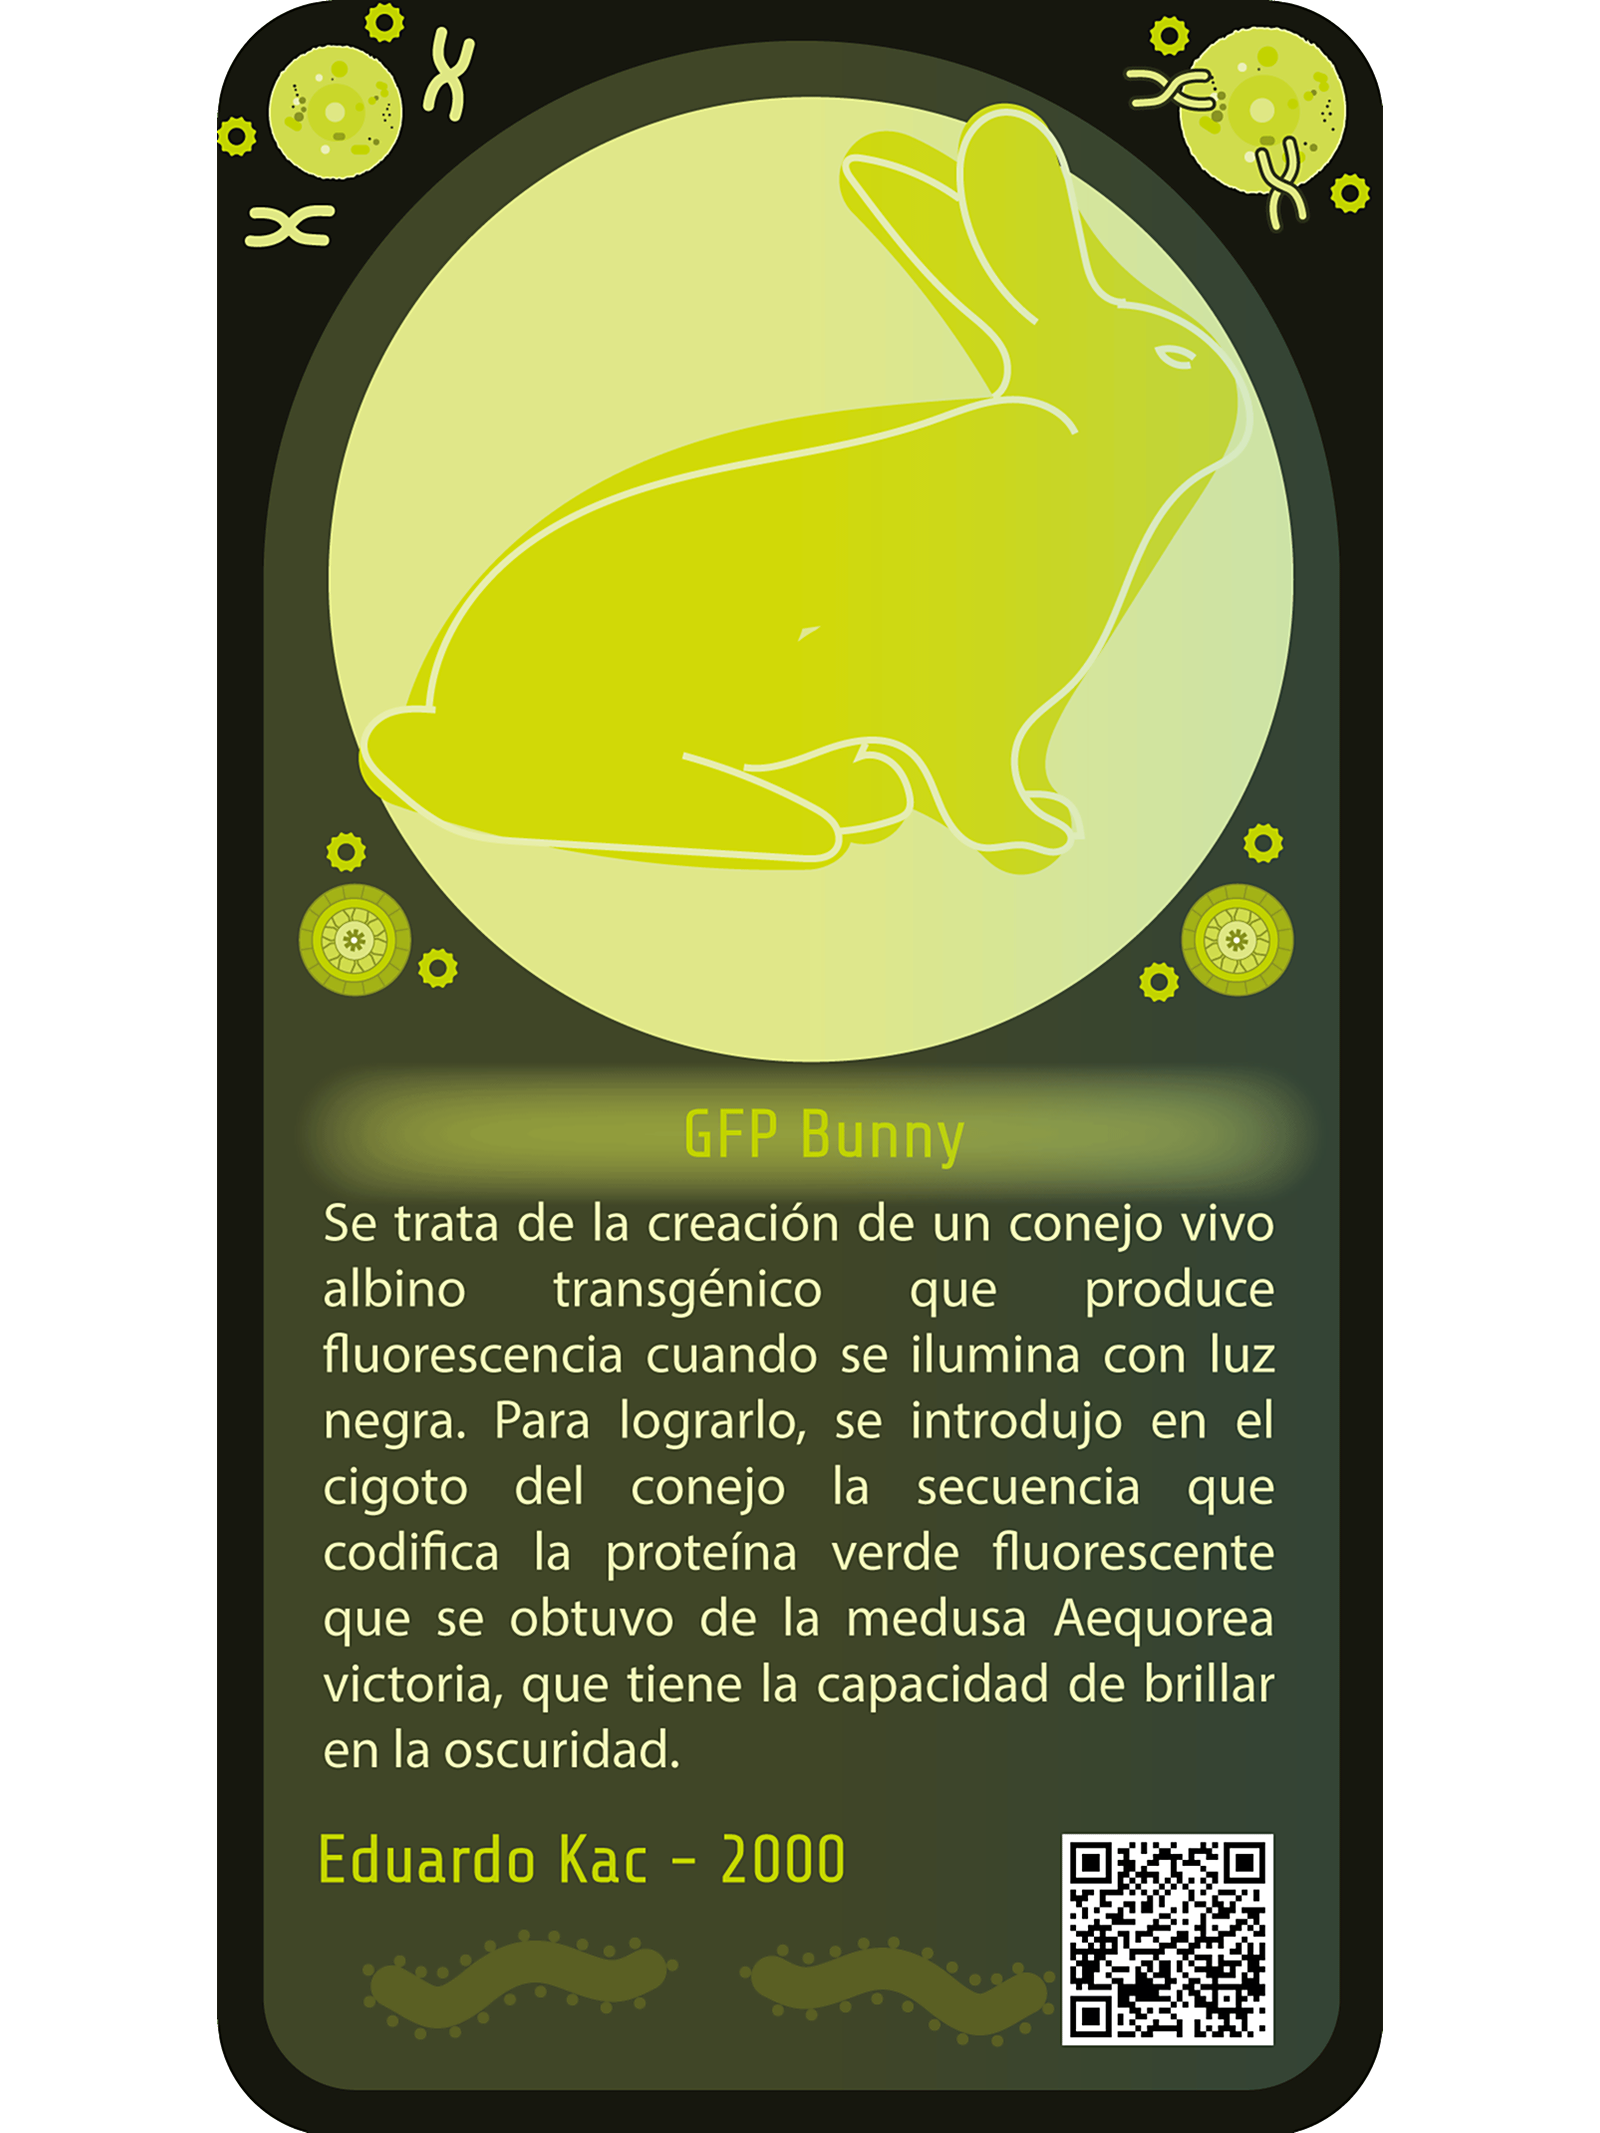 GFP Bunny
Se trata de la creación de un conejo vivo
albino transgénico que produce
fluorescencia cuando se ilumina con luz
negra. Para lograrlo, se introdujo en el
cigoto del conejo la secuencia que
codifica la proteína verde fluorescente
que se obtuvo de la medusa Aequorea
victoria, que tiene la capacidad de brillar
en la oscuridad.
Eduardo Kac - 2000